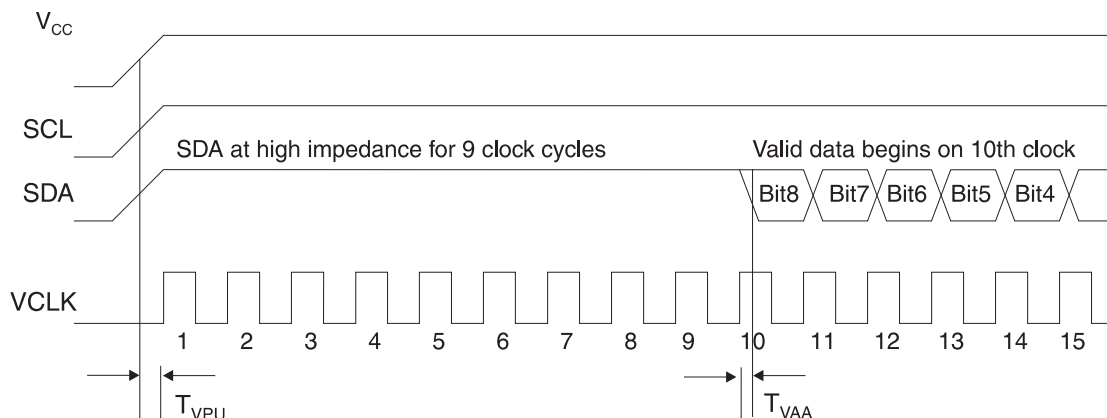 VCC
SCL
SDA at high impedance for 9 clock cycles
Valid data begins on 10th clock
SDA
Bit8 Bit7 Bit6 Bit5 Bit4
VCLK
1 2 3 4 5 6 7 8 9 10 11 12 13 14 15
TVPU
TVAA